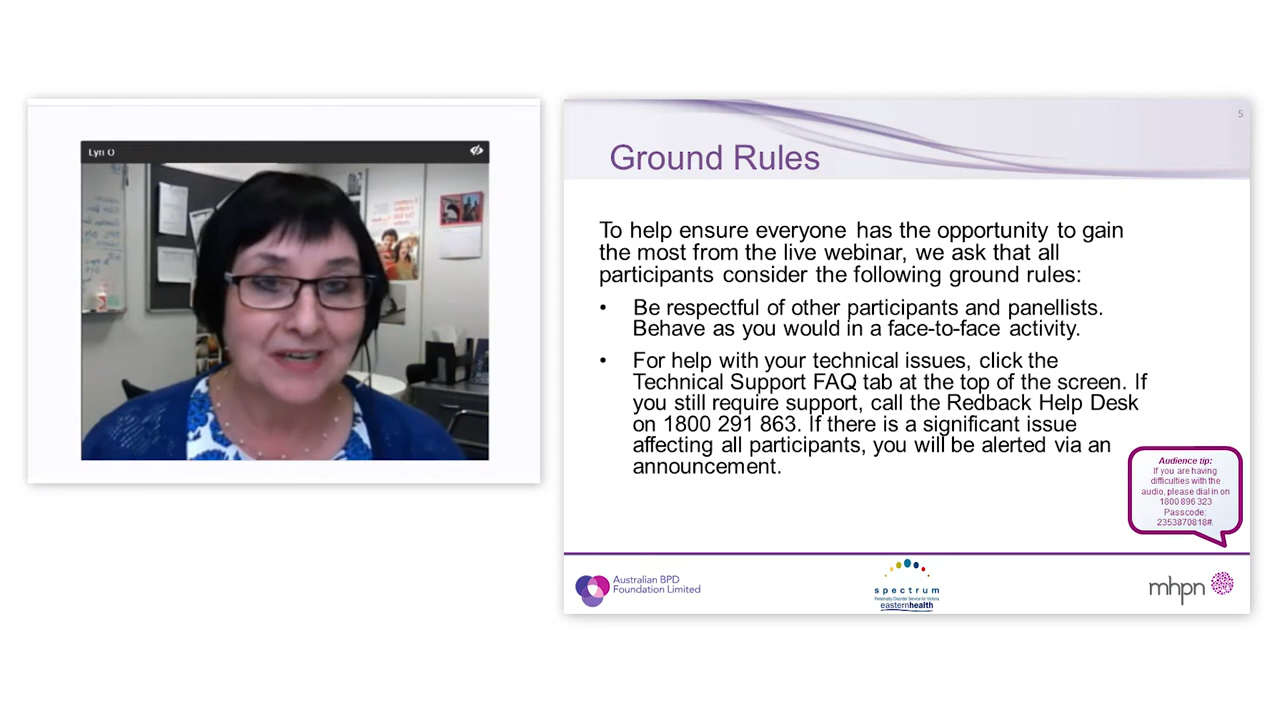 Lyn O
5
Ground Rules
To help ensure everyone has the opportunity to gain
the most from the live webinar, we ask that all
participants consider the following ground rules:
• Be respectful of other participants and panellists.
Behave as you would in a face-to-face activity.
• For help with your technical issues, click the
Technical Support FAQ tab at the top of the screen. If
you still require support, call the Redback Help Desk
on 1800 291 863. If there is a significant issue
affecting all participants, you will be alerted via an
announcement.
Audience tip:
If you are having
difficulties with the
audio, please dial in on
1800 896 323
Passcode:
2353870818#.
Australian BPD
Foundation Limited
spectrum
Personality Disorder Service for Victoria
easternhealth
mhpn